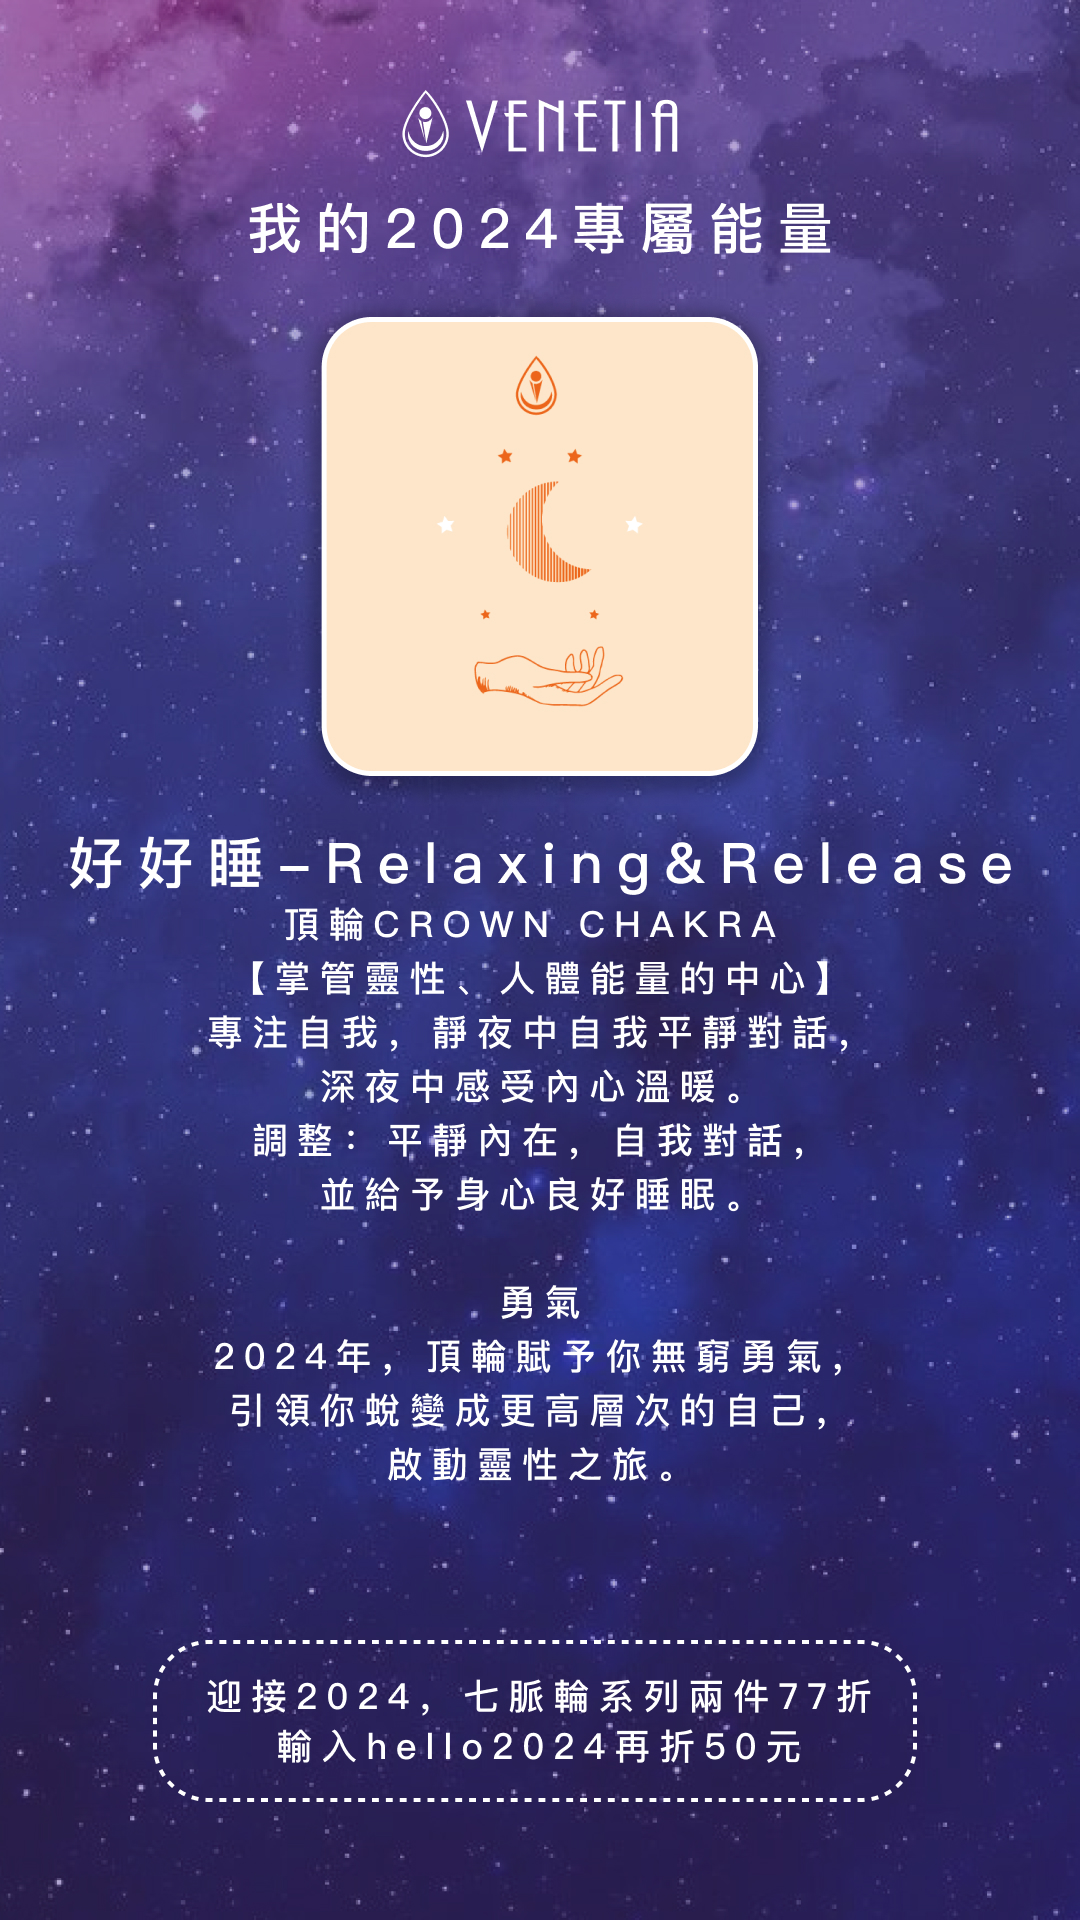 VENETIA
我的2024專屬能量
好好睡–Relaxing&Release
頂輪CROWN CHAKRA
【掌管靈性、人體能量的中心】
專注自我，靜夜中自我平靜對話，
深夜中感受內心溫暖。
調整：平靜內在，自我對話，
並給予身心良好睡眠。
勇氣
2024年，頂輪賦予你無窮勇氣，
引領你蛻變成更高層次的自己，
啟動靈性之旅。
迎接2024，七脈輪系列兩件77折
輸入hello2024再折50元